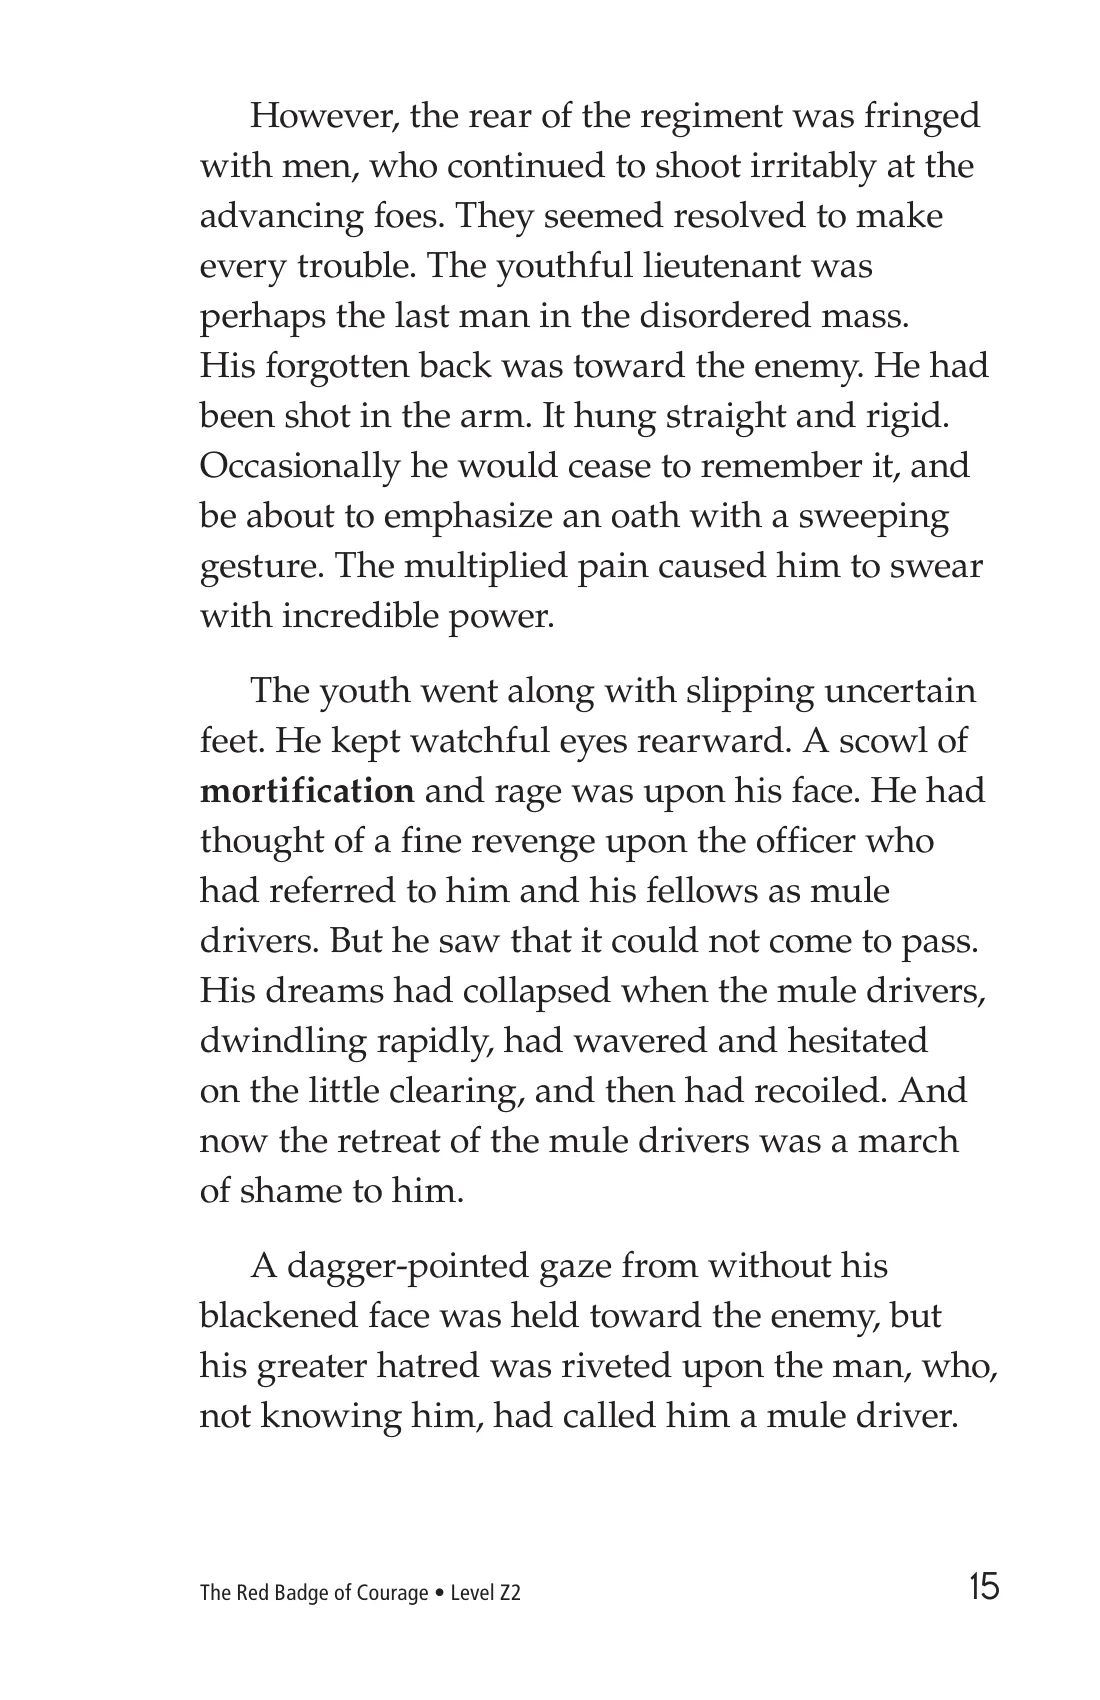 However, the rear of the regiment was fringed
with men, who continued to shoot irritably at the
advancing foes. They seemed resolved to make
every trouble. The youthful lieutenant was
perhaps the last man in the disordered mass.
His forgotten back was toward the enemy. He had
been shot in the arm. It hung straight and rigid.
Occasionally he would cease to remember it, and
be about to emphasize an oath with a sweeping
gesture. The multiplied pain caused him to swear
with incredible power.
The youth went along with slipping uncertain
feet. He kept watchful eyes rearward. A scowl of
mortification and rage was upon his face. He had
thought of a fine revenge upon the officer who
had referred to him and his fellows as mule
drivers. But he saw that it could not come to pass.
His dreams had collapsed when the mule drivers,
dwindling rapidly, had wavered and hesitated
on the little clearing, and then had recoiled. And
now the retreat of the mule drivers was a march
of shame to him.
A dagger-pointed gaze from without his
blackened face was held toward the enemy, but
his greater hatred was riveted upon the man, who,
not knowing him, had called him a mule driver.
The Red Badge of Courage • Level Z2
15